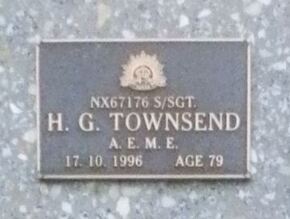 NX67176 S/SGT.
H. G. TOWNSEND
A. E. M. E.
17. 10. 1996 AGE 79